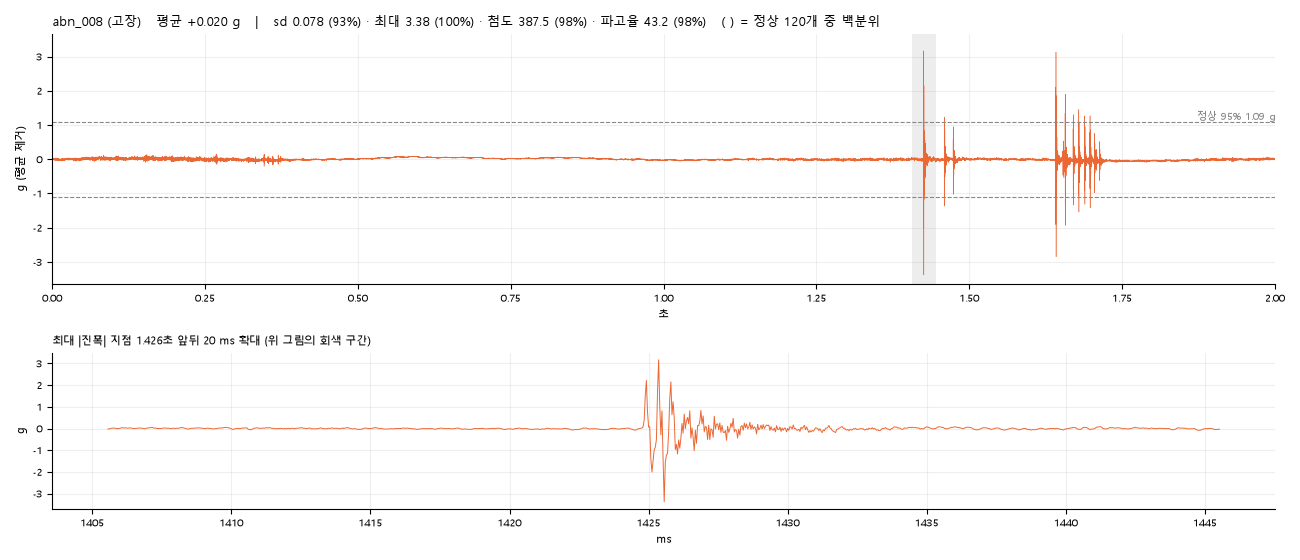 abn_008 (고장)    평균 +0.020 g    |    sd 0.078 (93%) · 최대 3.38 (100%) · 첨도 387.5 (98%) · 파고율 43.2 (98%)    ( ) = 정상 120개 중 백분위
g (평균 제거)
3
2
1
0
-1
-2
-3
정상 95% 1.09 g
0.00 0.25 0.50 0.75 1.00 1.25 1.50 1.75 2.00
초
최대 |진폭| 지점 1.426초 앞뒤 20 ms 확대 (위 그림의 회색 구간)
g
3
2
1
0
-1
-2
-3
1405 1410 1415 1420 1425 1430 1435 1440 1445
ms